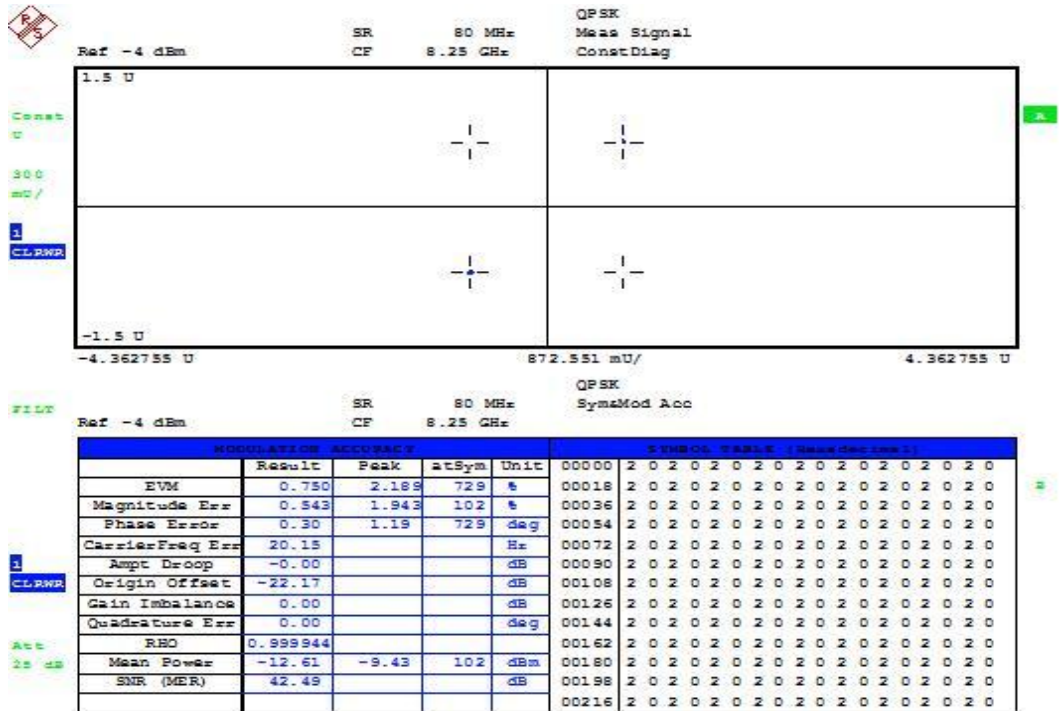 R S
QPSK
SR 80 MHz Meas Signal
Ref -4 dBm CF 8.25 GHz ConstDiag
1.5 U
Const
U
A
300
mU/
1
CLRWR
-1.5 U
-4.362755 U 872.551 mU/ 4.362755 U
QPSK
FILT SR 80 MHz Sym&Mod Acc
Ref -4 dBm CF 8.25 GHz
MODULATION ACCURACY SYMBOL TABLE (Hexadecimal)
Result Peak atSym Unit 00000 2 0 2 0 2 0 2 0 2 0 2 0 2 0 2 0 2 0
EVM 0.750 2.189 729 % 00018 2 0 2 0 2 0 2 0 2 0 2 0 2 0 2 0 2 0
Magnitude Err 0.543 1.943 102 % 00036 2 0 2 0 2 0 2 0 2 0 2 0 2 0 2 0 2 0
Phase Error 0.30 1.19 729 deg 00054 2 0 2 0 2 0 2 0 2 0 2 0 2 0 2 0 2 0
CarrierFreq Err 20.15 Hz 00072 2 0 2 0 2 0 2 0 2 0 2 0 2 0 2 0 2 0
1 Ampt Droop -0.00 dB 00090 2 0 2 0 2 0 2 0 2 0 2 0 2 0 2 0 2 0
CLRWR Origin Offset -22.17 dB 00108 2 0 2 0 2 0 2 0 2 0 2 0 2 0 2 0 2 0
Gain Imbalance 0.00 dB 00126 2 0 2 0 2 0 2 0 2 0 2 0 2 0 2 0 2 0
Quadrature Err 0.00 deg 00144 2 0 2 0 2 0 2 0 2 0 2 0 2 0 2 0 2 0
Att RHO 0.999944 00162 2 0 2 0 2 0 2 0 2 0 2 0 2 0 2 0 2 0
25 dB Mean Power -12.61 -9.43 102 dBm 00180 2 0 2 0 2 0 2 0 2 0 2 0 2 0 2 0 2 0
SNR (MER) 42.49 dB 00198 2 0 2 0 2 0 2 0 2 0 2 0 2 0 2 0 2 0
00216 2 0 2 0 2 0 2 0 2 0 2 0 2 0 2 0 2 0